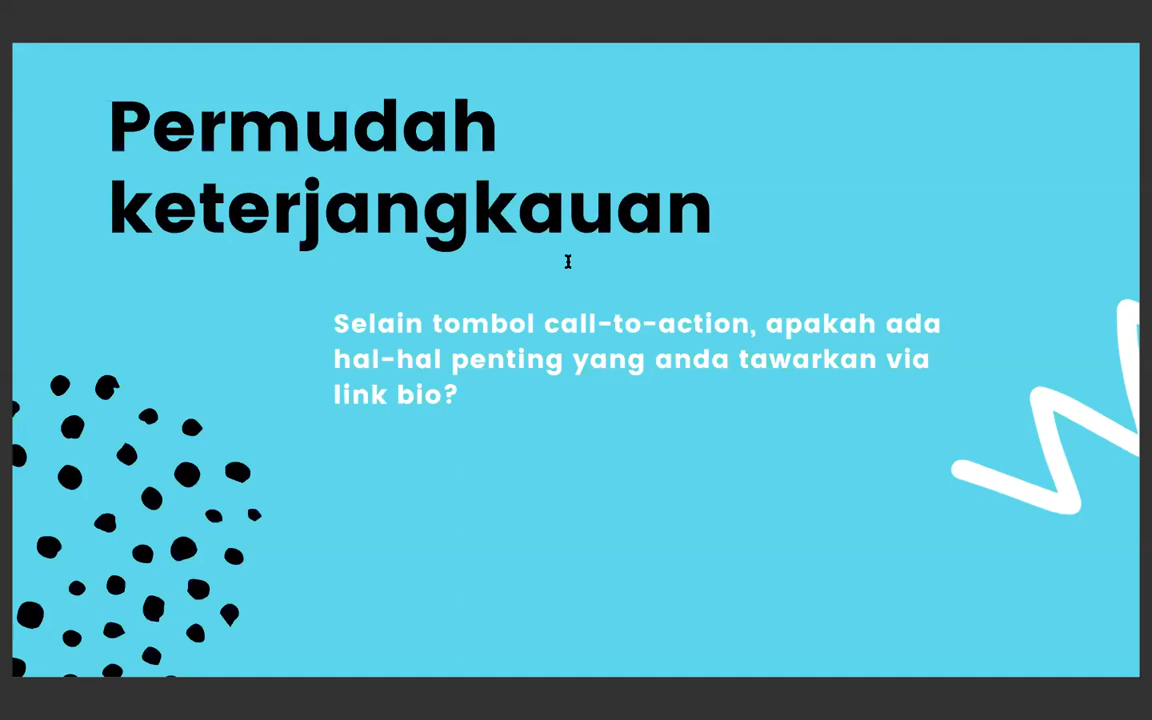 Permudah
keterjangkauan
Selain tombol call-to-action, apakah ada
hal-hal penting yang anda tawarkan via
link bio?